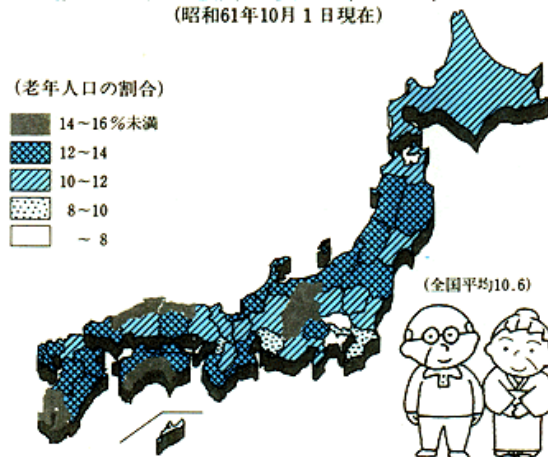 (昭和61年10月1日現在)
(老年人口の割合)
14～16%未満
12～14
10～12
8～10
～8
(全国平均10.6)